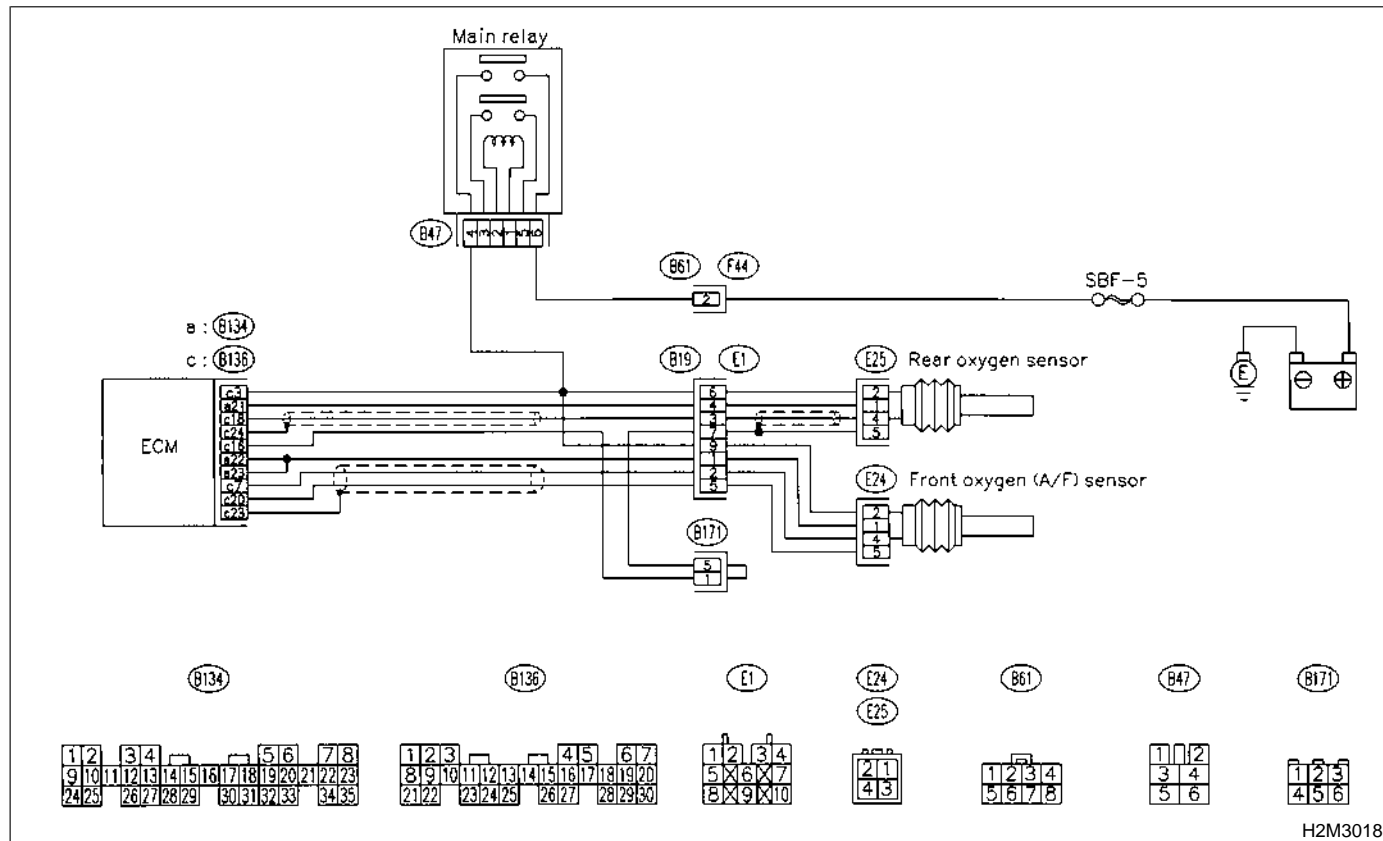 Main relay
B47
4 3 2 1 5 6
B61 F44
2
SBF-5
a : B134
c : B136
B19 E1
E25 Rear oxygen sensor
E
⊖ ⊕
ECM
c3
a21
c18
c24
c16
a22
a23
c7
c20
c23
6
4
3
7
9
1
2
5
2
1
4
5
E24 Front oxygen (A/F) sensor
2
1
4
5
B171
5
1
B134
B136
E1
E24
E25
B61
B47
B171
1 2 3 4 5 6 7 8
9 10 11 12 13 14 15 16 17 18 19 20 21 22 23
24 25 26 27 28 29 30 31 32 33 34 35
1 2 3 4 5 6 7
8 9 10 11 12 13 14 15 16 17 18 19 20
21 22 23 24 25 26 27 28 29 30
1 2 3 4
5 6 7
8 9 10
2 1
4 3
1 2 3 4
5 6 7 8
1 2
3 4
5 6
1 2 3
4 5 6
H2M3018